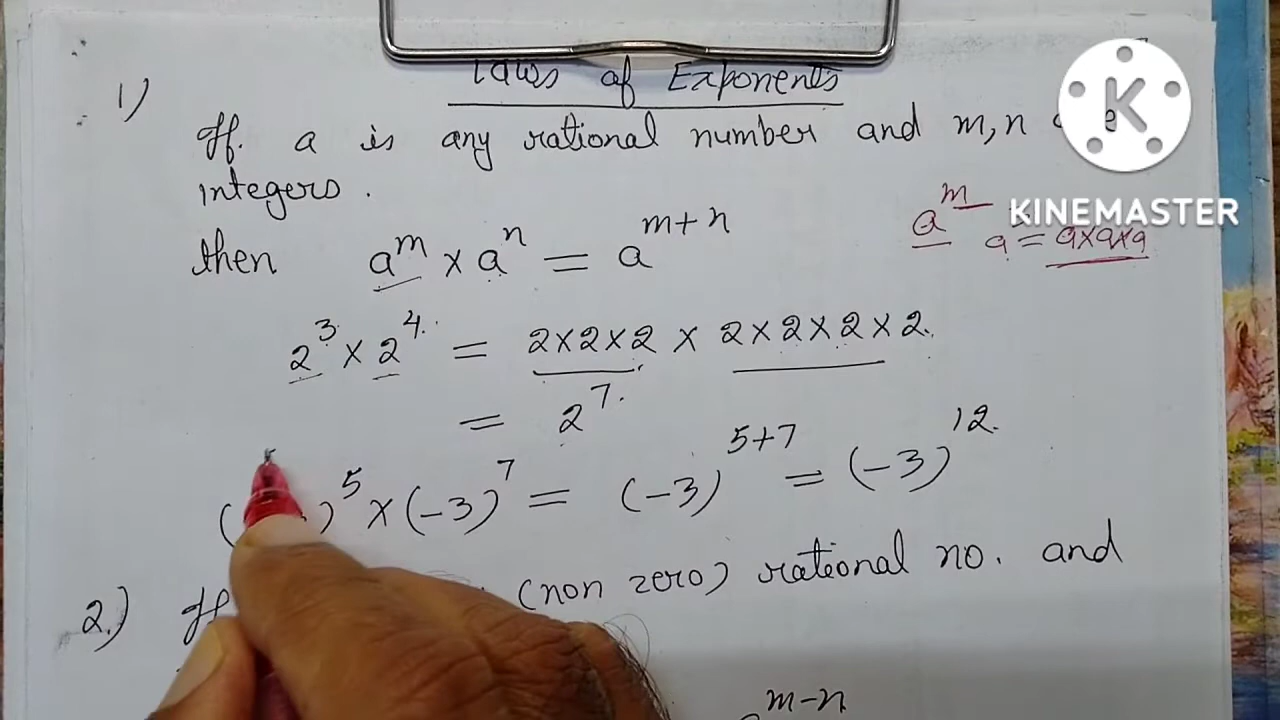 Laws of Exponents
1) If. a is any rational number and m, n
integers.
then a^m × a^n = a^{m+n}
a^m
a = a×a×a
KINEMASTER
2^3 × 2^4 = 2×2×2 × 2×2×2×2.
= 2^7.
( )^5 × (-3)^7 = (-3)^{5+7} = (-3)^{12}.
2.) If (non zero) rational no. and
m-n